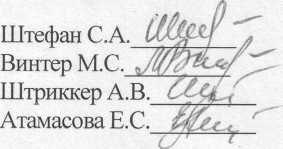 Штефан С.А.
Винтер М.С.
Штриккер А.В.
Атамасова Е.С.